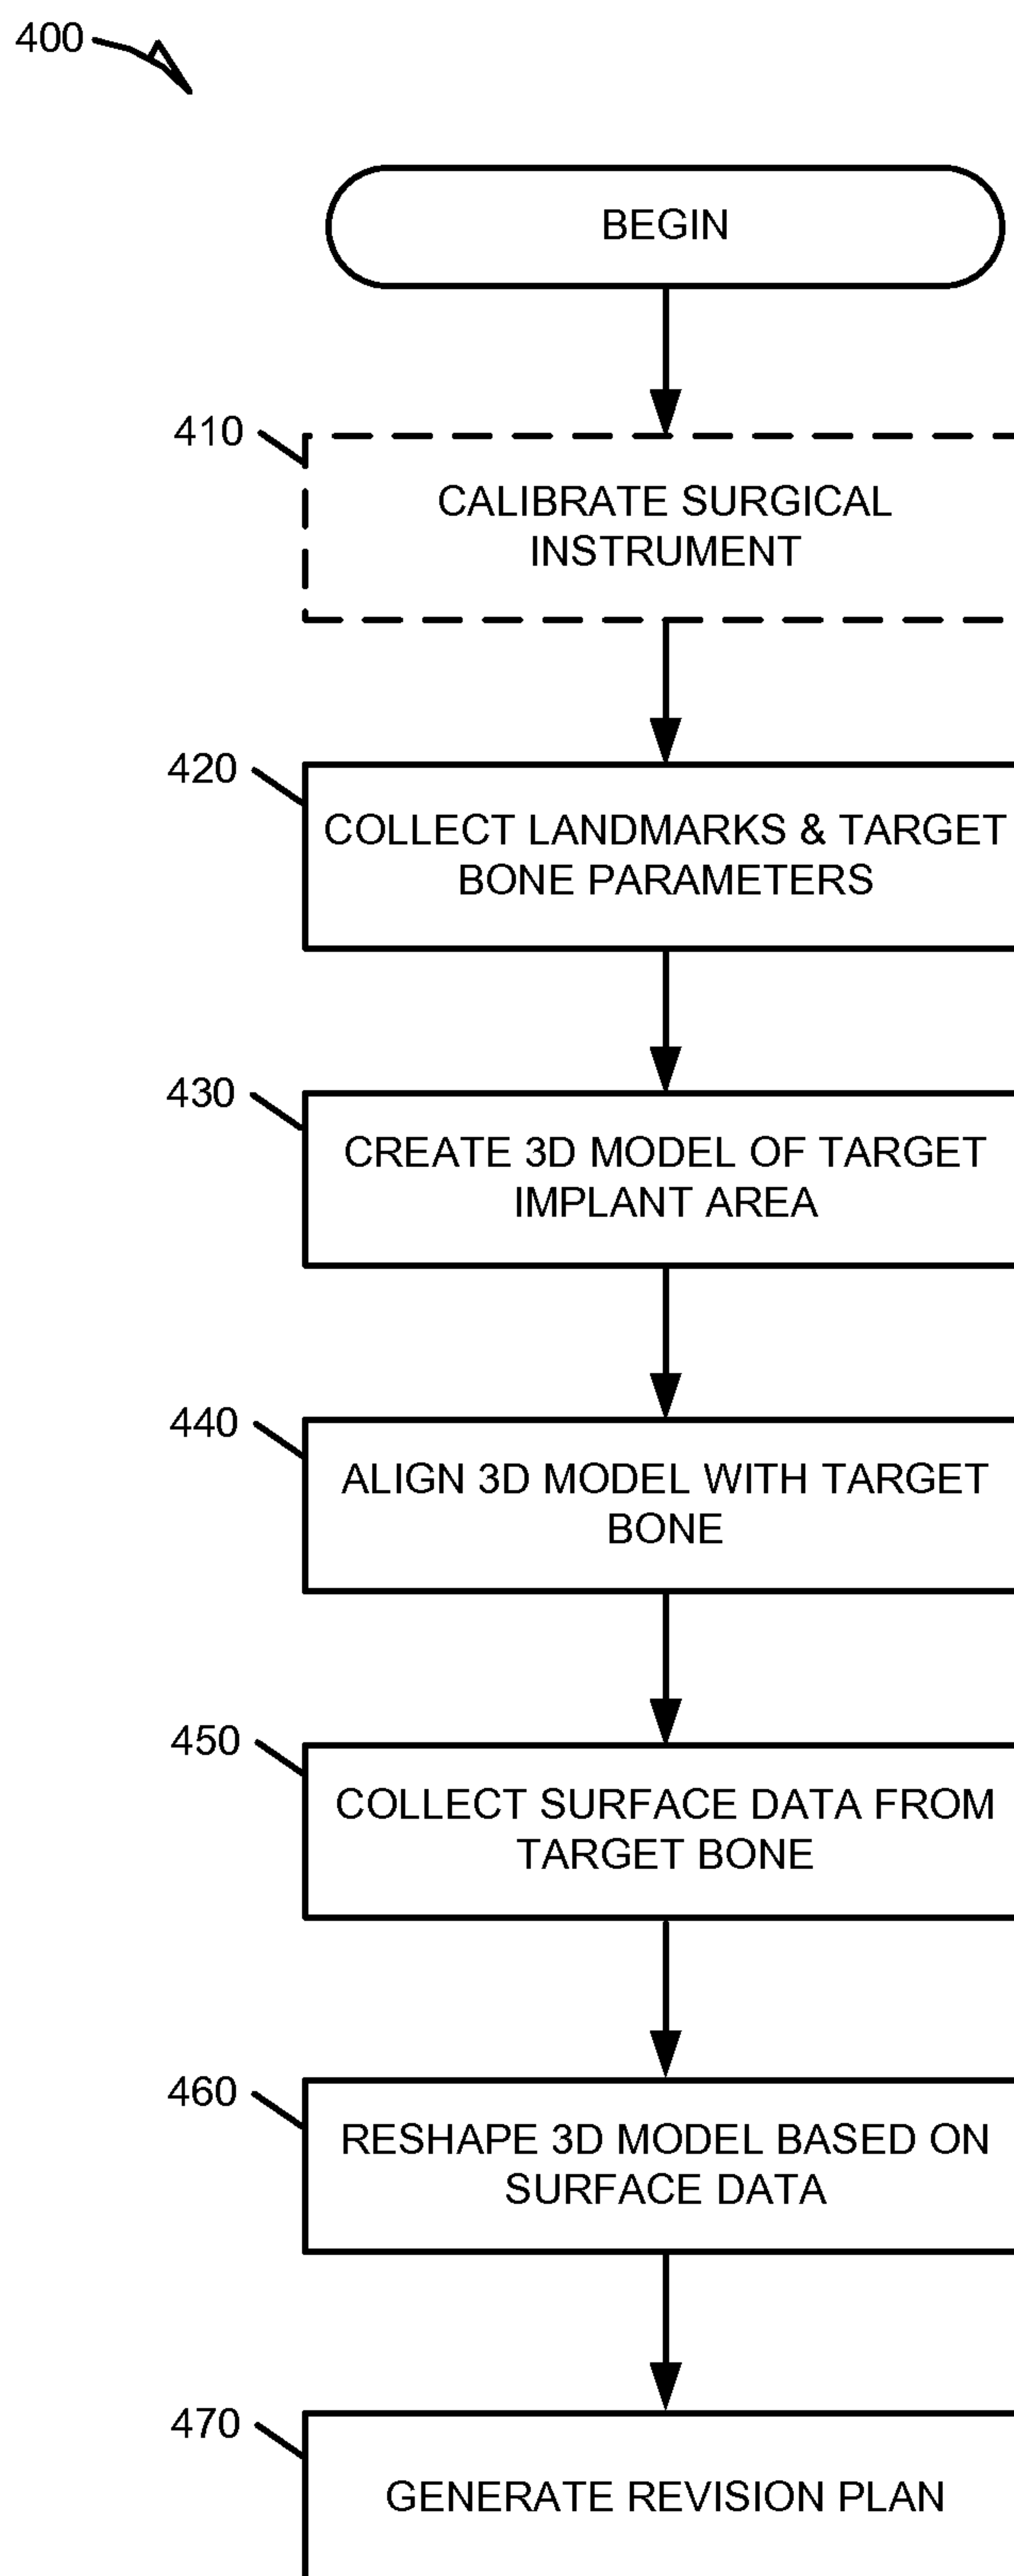 400
BEGIN
410
CALIBRATE SURGICAL
INSTRUMENT
420
COLLECT LANDMARKS & TARGET
BONE PARAMETERS
430
CREATE 3D MODEL OF TARGET
IMPLANT AREA
440
ALIGN 3D MODEL WITH TARGET
BONE
450
COLLECT SURFACE DATA FROM
TARGET BONE
460
RESHAPE 3D MODEL BASED ON
SURFACE DATA
470
GENERATE REVISION PLAN